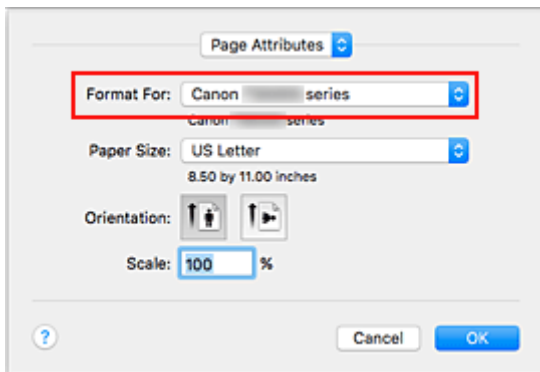 Page Attributes
Format For: Canon series
Canon series
Paper Size: US Letter
8.50 by 11.00 inches
Orientation:
Scale: 100 %
? Cancel OK